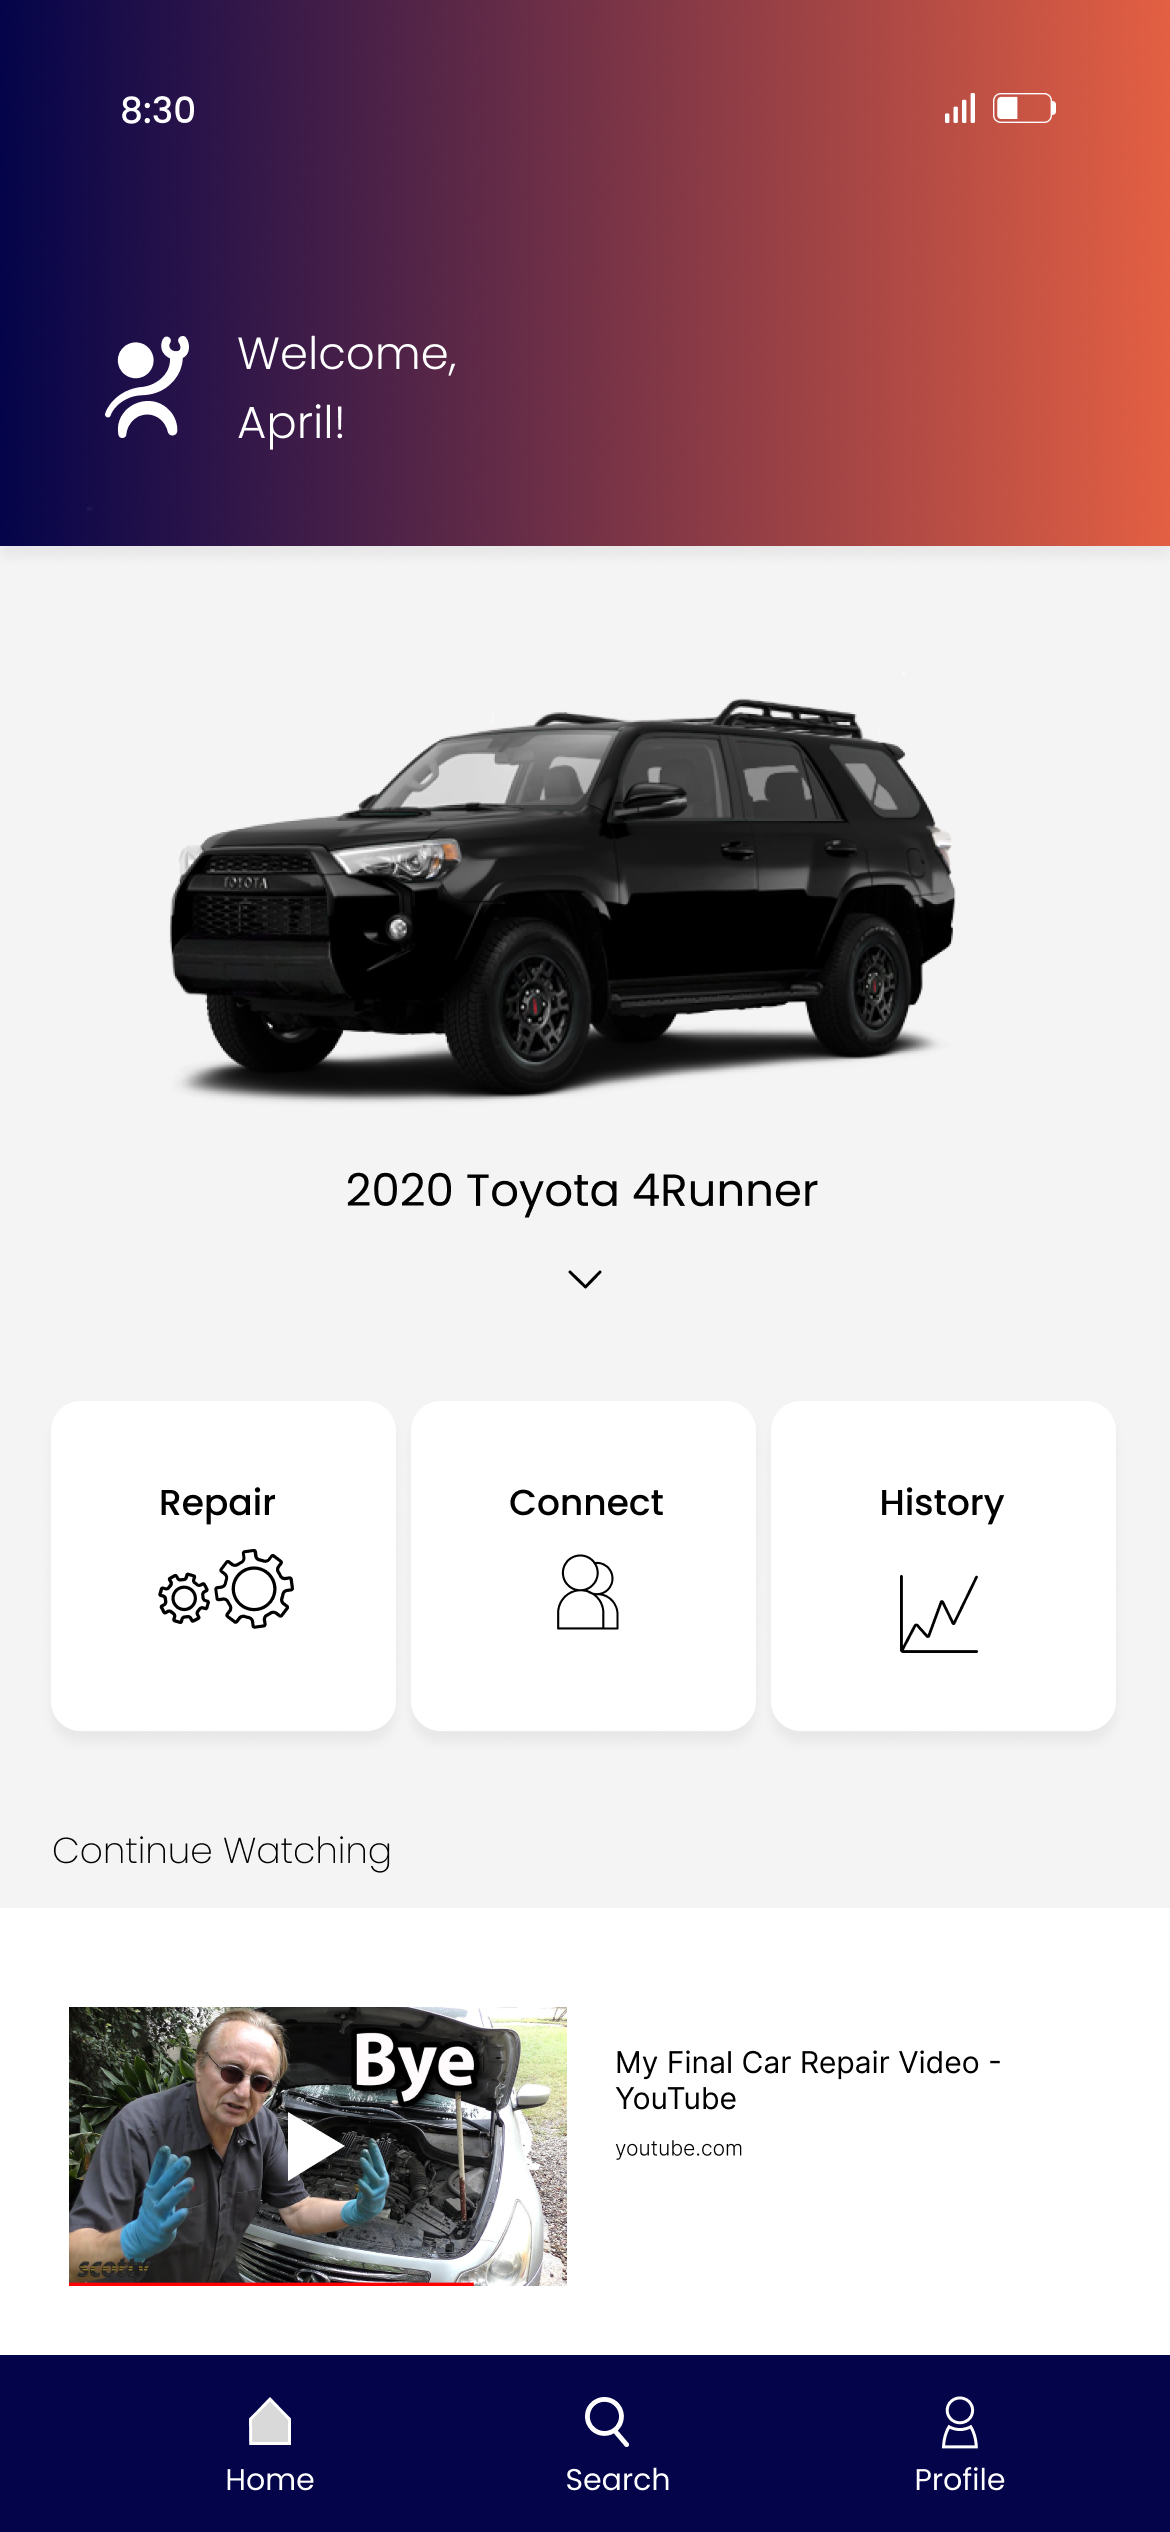 8:30
Welcome,
April!
TOYOTA
2020 Toyota 4Runner
Repair
Connect
History
Continue Watching
Bye
My Final Car Repair Video -
YouTube
youtube.com
scotty
Home
Search
Profile